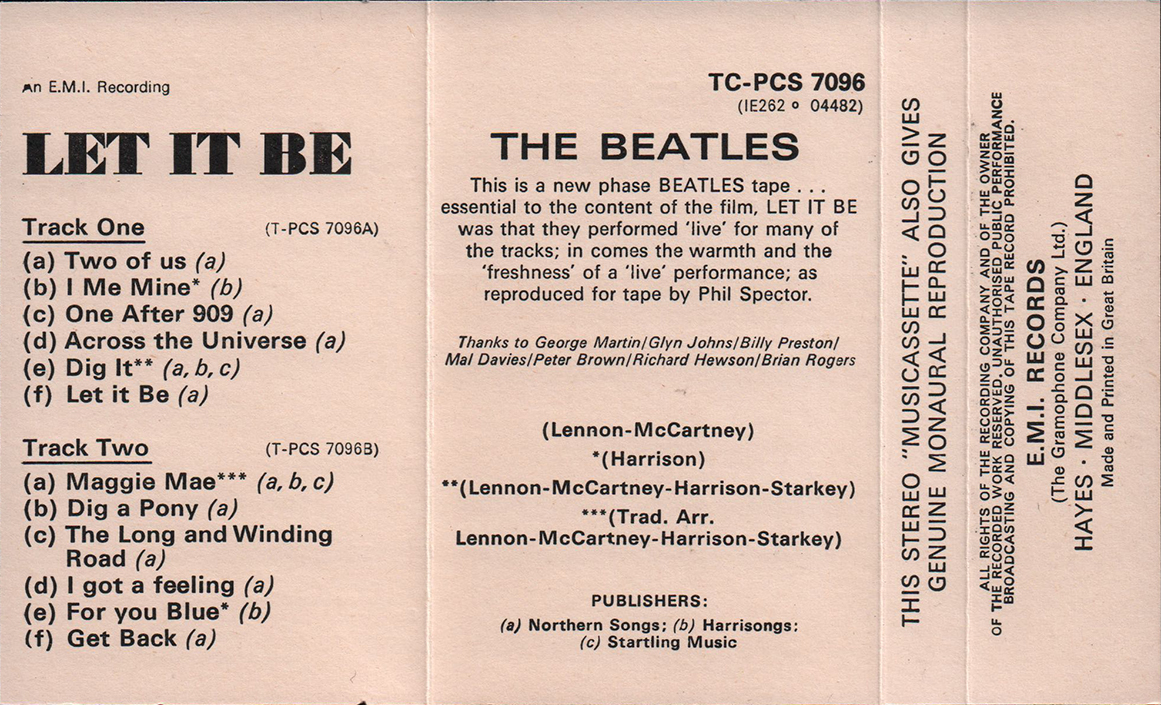 An E.M.I. Recording
LET IT BE
Track One (T-PCS 7096A)
(a) Two of us (a)
(b) I Me Mine* (b)
(c) One After 909 (a)
(d) Across the Universe (a)
(e) Dig It** (a, b, c)
(f) Let it Be (a)
Track Two (T-PCS 7096B)
(a) Maggie Mae*** (a, b, c)
(b) Dig a Pony (a)
(c) The Long and Winding
Road (a)
(d) I got a feeling (a)
(e) For you Blue* (b)
(f) Get Back (a)
TC-PCS 7096
(IE262 o 04482)
THE BEATLES
This is a new phase BEATLES tape . . .
essential to the content of the film, LET IT BE
was that they performed 'live' for many of
the tracks; in comes the warmth and the
'freshness' of a 'live' performance; as
reproduced for tape by Phil Spector.
Thanks to George Martin/Glyn Johns/Billy Preston/
Mal Davies/Peter Brown/Richard Hewson/Brian Rogers
(Lennon-McCartney)
*(Harrison)
**(Lennon-McCartney-Harrison-Starkey)
***(Trad. Arr.
Lennon-McCartney-Harrison-Starkey)
PUBLISHERS:
(a) Northern Songs; (b) Harrisongs;
(c) Startling Music
THIS STEREO "MUSICASSETTE" ALSO GIVES
GENUINE MONAURAL REPRODUCTION
ALL RIGHTS OF THE RECORDING COMPANY AND OF THE OWNER
OF THE RECORDED WORK RESERVED. UNAUTHORISED PUBLIC PERFORMANCE
BROADCASTING AND COPYING OF THIS TAPE RECORD PROHIBITED.
E.M.I. RECORDS
(The Gramophone Company Ltd.)
HAYES · MIDDLESEX · ENGLAND
Made and Printed in Great Britain